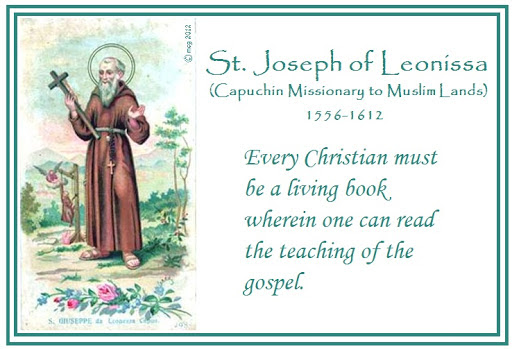 © mcg 2012
St. Joseph of Leonissa
(Capuchin Missionary to Muslim Lands)
1556-1612
Every Christian must
be a living book
wherein one can read
the teaching of the
gospel.
S. GIUSEPPE da Leonessa